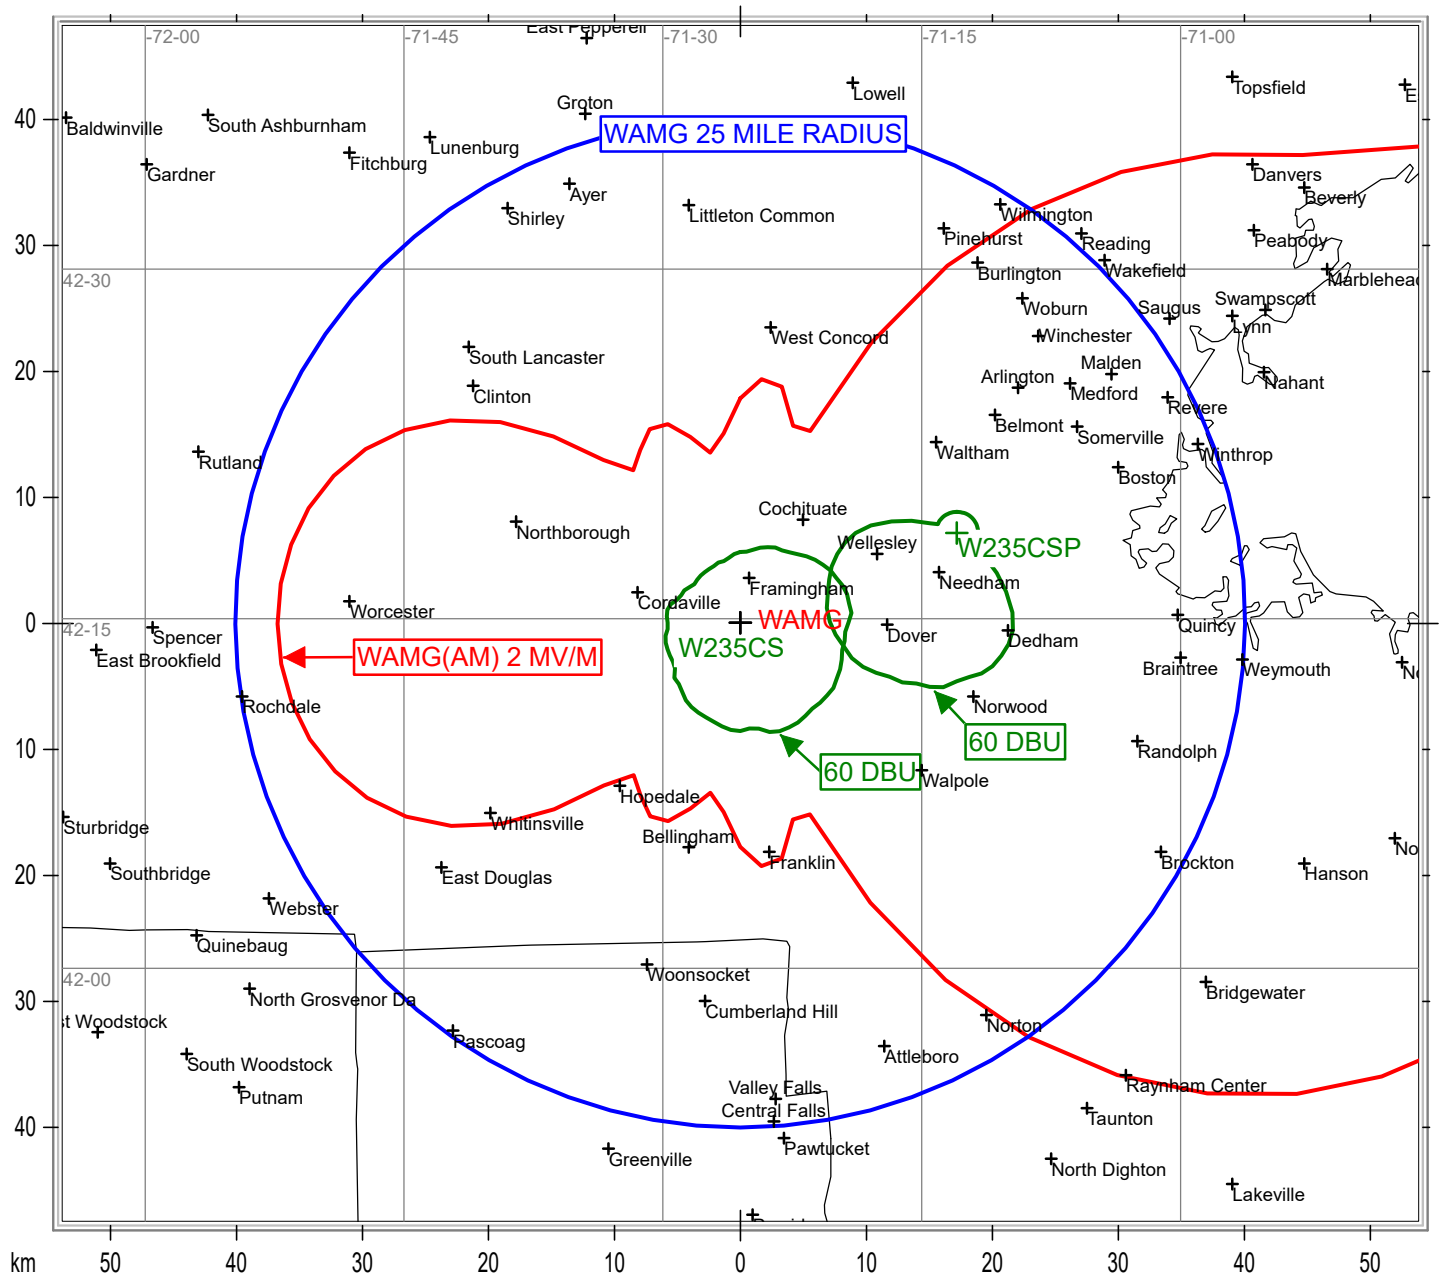 -72-00
-71-45
-71-30
-71-15
-71-00
East Pepperell
Topsfield
Lowell
E
Groton
40
Baldwinville
South Ashburnham
WAMG 25 MILE RADIUS
Lunenburg
Fitchburg
Gardner
Danvers
Ayer
Beverly
Shirley
Littleton Common
Wilmington
30
Pinehurst
Reading
Peabody
Burlington
Wakefield
42-30
Marblehead
Woburn
Saugus
Swampscott
Lynn
West Concord
Winchester
South Lancaster
Malden
20
Arlington
Medford
Nahant
Clinton
Revere
Belmont
Somerville
Rutland
Waltham
Winthrop
Boston
10
Cochituate
Northborough
Wellesley
W235CSP
Framingham
Needham
Cordaville
Worcester
0
WAMG
42-15
Spencer
Dover
Dedham
Quincy
W235CS
WAMG(AM) 2 MV/M
East Brookfield
Braintree
Weymouth
No
Rochdale
Norwood
60 DBU
Randolph
10
60 DBU
Walpole
Hopedale
Sturbridge
Whitinsville
Bellingham
No
Franklin
Brockton
20
Southbridge
East Douglas
Hanson
Webster
Quinebaug
Woonsocket
42-00
Bridgewater
North Grosvenor Da
30
Cumberland Hill
st Woodstock
Norton
Pascoag
Attleboro
South Woodstock
Valley Falls
Raynham Center
Putnam
Central Falls
Taunton
40
Pawtucket
Greenville
North Dighton
Lakeville
km
50
40
30
20
10
0
10
20
30
40
50